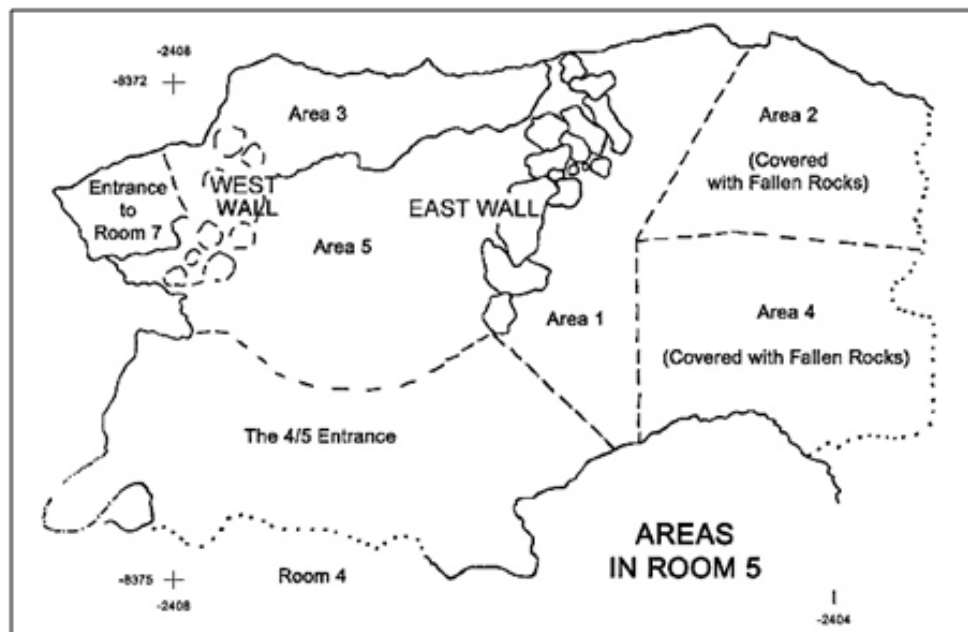 -2408
-8372
Area 3
Area 2
(Covered
with Fallen Rocks)
Entrance
to
Room 7
WEST
WALL
EAST WALL
Area 5
Area 1
Area 4
(Covered with Fallen Rocks)
The 4/5 Entrance
AREAS
IN ROOM 5
Room 4
-8375
-2408
-2404